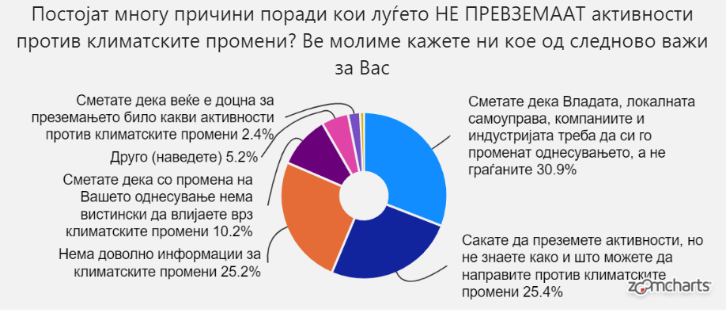 Постојат многу причини поради кои луѓето НЕ ПРЕВЗЕМААТ активности
против климатските промени? Ве молиме кажете ни кое од следново важи
за Вас
Сметате дека веќе е доцна за
преземањето било какви активности
против климатските промени 2.4%
Друго (наведете) 5.2%
Сметате дека со промена на
Вашето однесување нема
вистински да влијаете врз
климатските промени 10.2%
Нема доволно информации за
климатските промени 25.2%
Сметате дека Владата, локалната
самоуправа, компаниите и
индустријата треба да си го
променат однесувањето, а не
граѓаните 30.9%
Сакате да преземете активности, но
не знаете како и што можете да
направите против климатските
промени 25.4%
zoomcharts